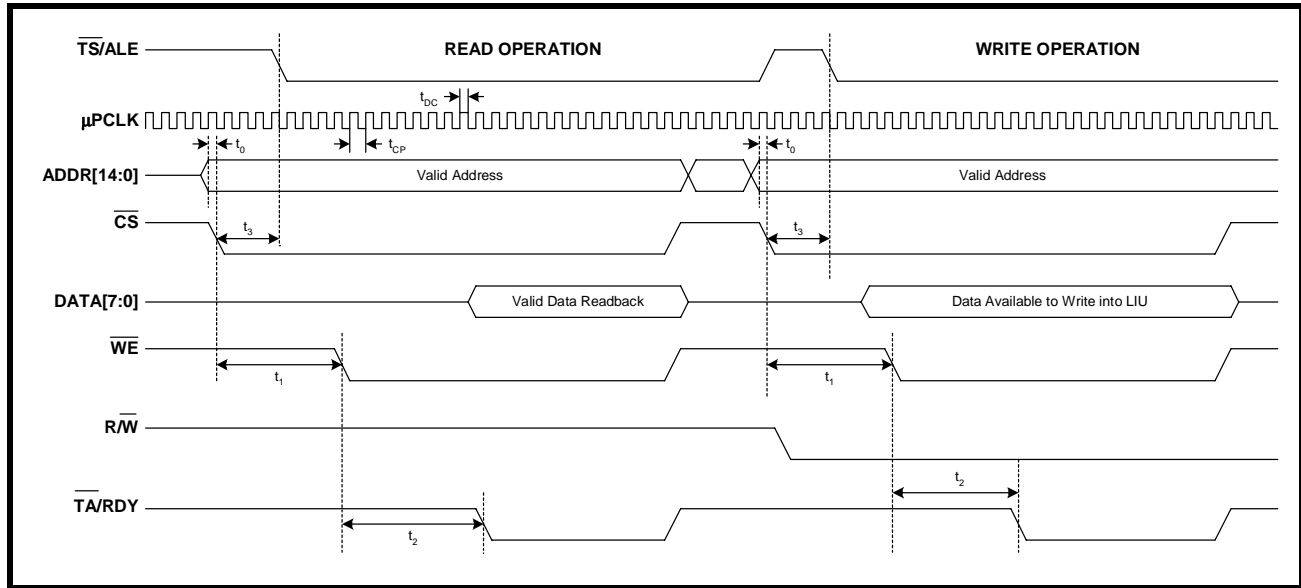 TS/ALE READ OPERATION WRITE OPERATION
tDC
µPCLK
t0 tCP t0
ADDR[14:0] Valid Address Valid Address
CS
t3 t3
DATA[7:0] Valid Data Readback Data Available to Write into LIU
WE
t1 t1
R/W
t2
TA/RDY
t2